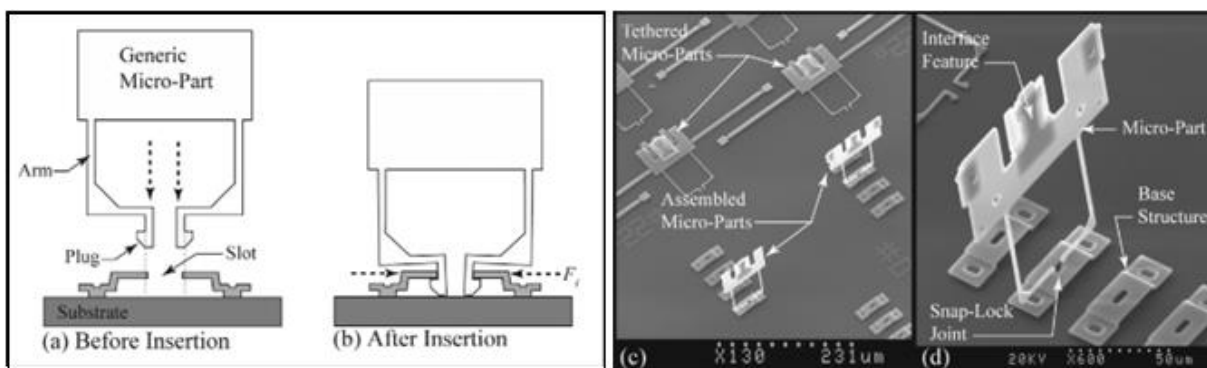 Generic
Micro-Part
Arm
Plug
Slot
Substrate
(a) Before Insertion
F_i
(b) After Insertion
Tethered
Micro-Parts
Assembled
Micro-Parts
(c)
X130 231um
Interface
Feature
Micro-Part
Base
Structure
Snap-Lock
Joint
(d)
20KV X600 50um